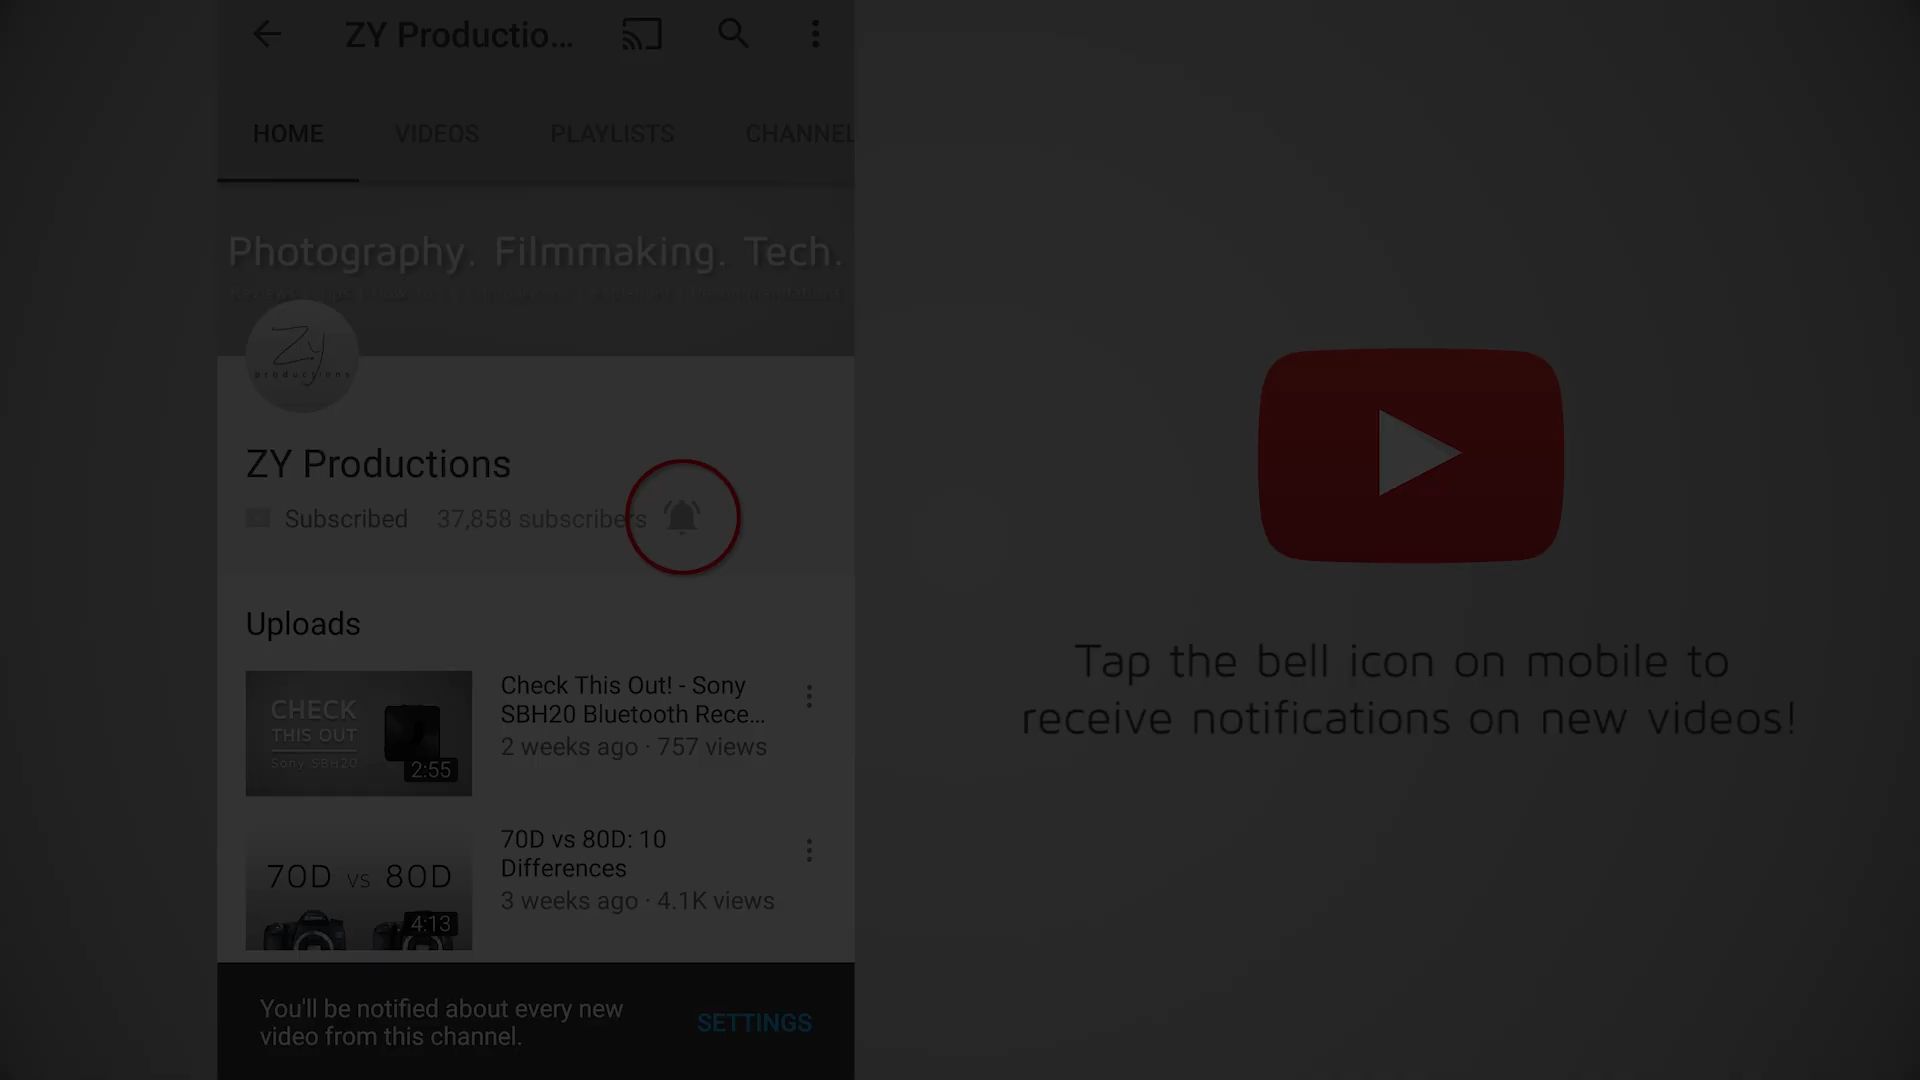 ZY Productio...
HOME VIDEOS PLAYLISTS CHANNEL
Photography. Filmmaking. Tech.
Zy
productions
ZY Productions
Subscribed 37,858 subscribers
Uploads
CHECK
THIS OUT
Sony SBH20
2:55
Check This Out! - Sony
SBH20 Bluetooth Rece...
2 weeks ago · 757 views
70D vs 80D
4:13
70D vs 80D: 10
Differences
3 weeks ago · 4.1K views
You'll be notified about every new
video from this channel.
SETTINGS
Tap the bell icon on mobile to
receive notifications on new videos!